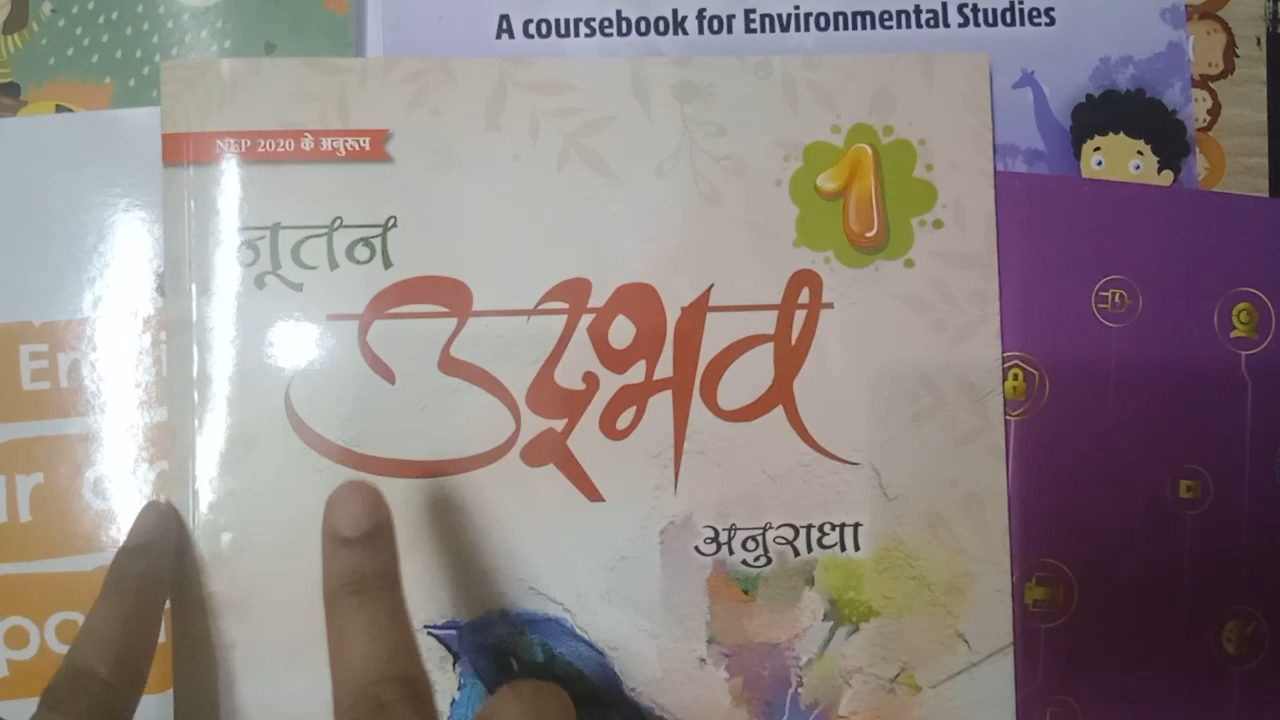 A coursebook for Environmental Studies
NEP 2020 के अनुरूप
1
नूतन
उद्भव
अनुराधा